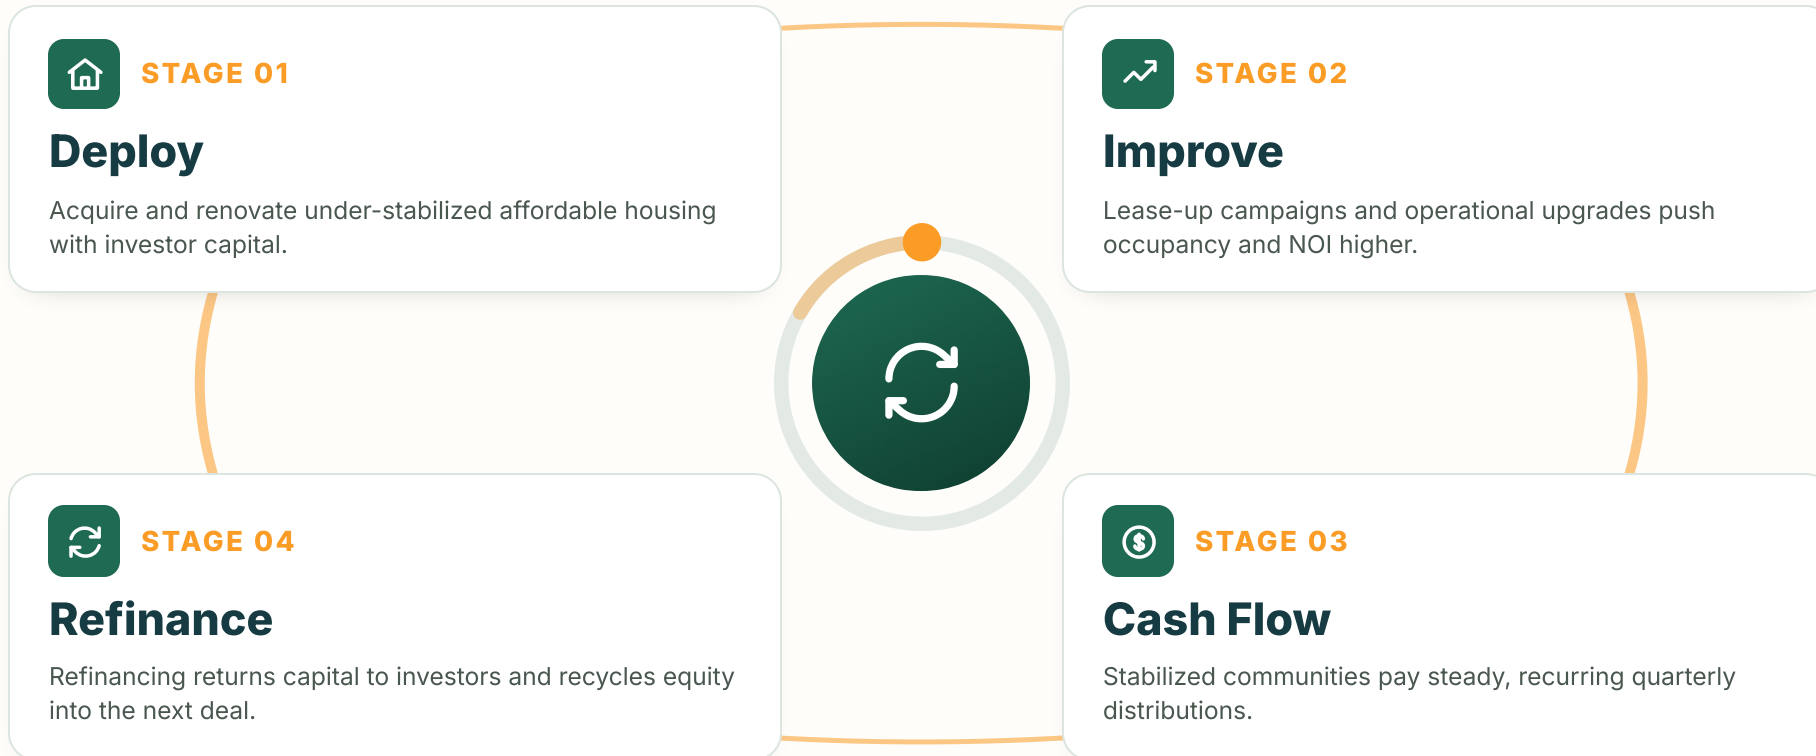 STAGE 01
Deploy
Acquire and renovate under-stabilized affordable housing
with investor capital.
STAGE 02
Improve
Lease-up campaigns and operational upgrades push
occupancy and NOI higher.
STAGE 04
Refinance
Refinancing returns capital to investors and recycles equity
into the next deal.
STAGE 03
Cash Flow
Stabilized communities pay steady, recurring quarterly
distributions.